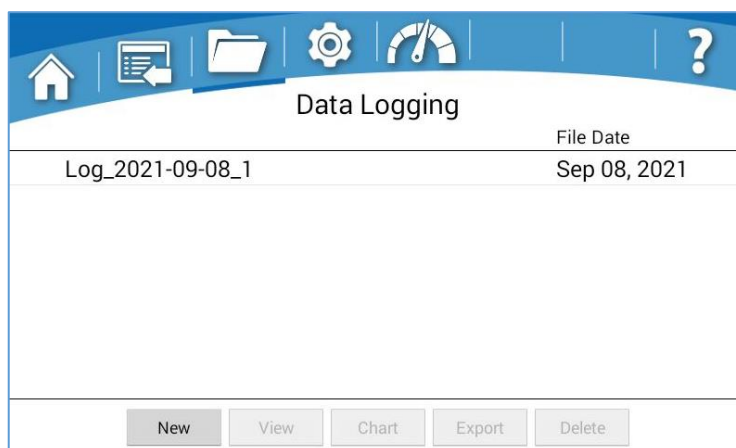 ?
Data Logging
File Date
Log_2021-09-08_1 Sep 08, 2021
New View Chart Export Delete